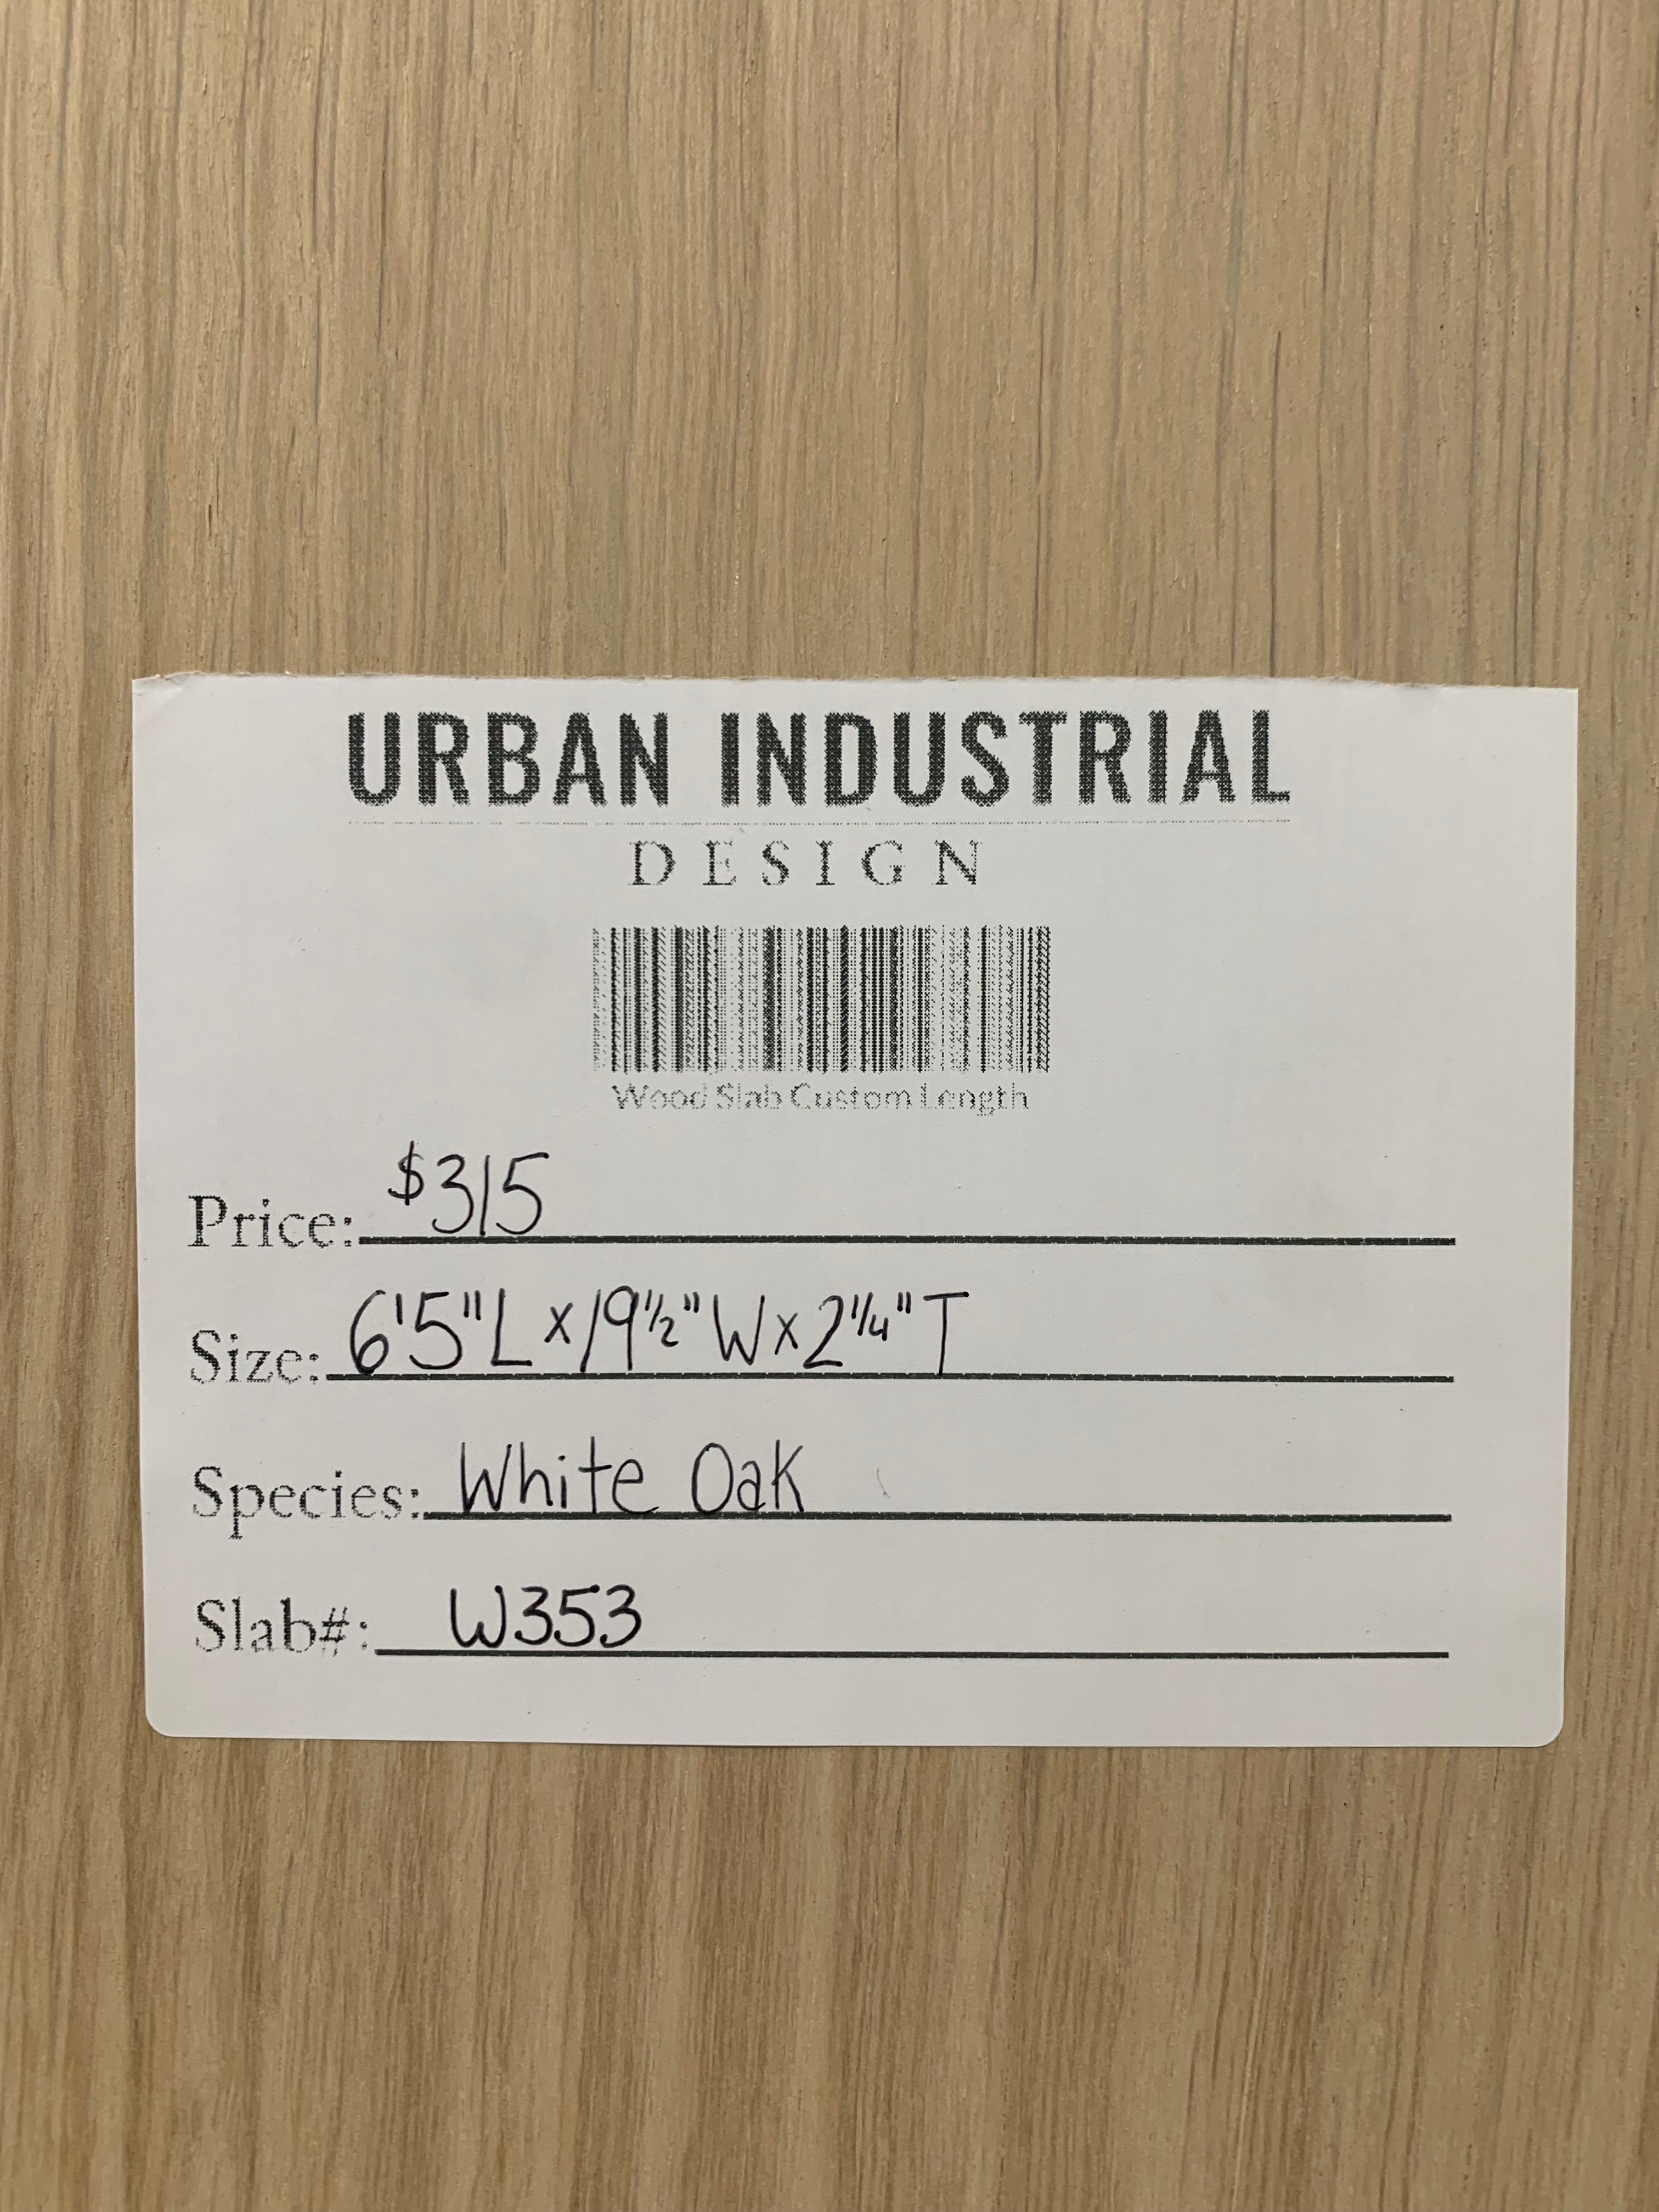 URBAN INDUSTRIAL
DESIGN
Wood Slab Custom Length
Price: $315
Size: 6'5"L x 19½" W x 2¼" T
Species: White Oak
Slab#: W353